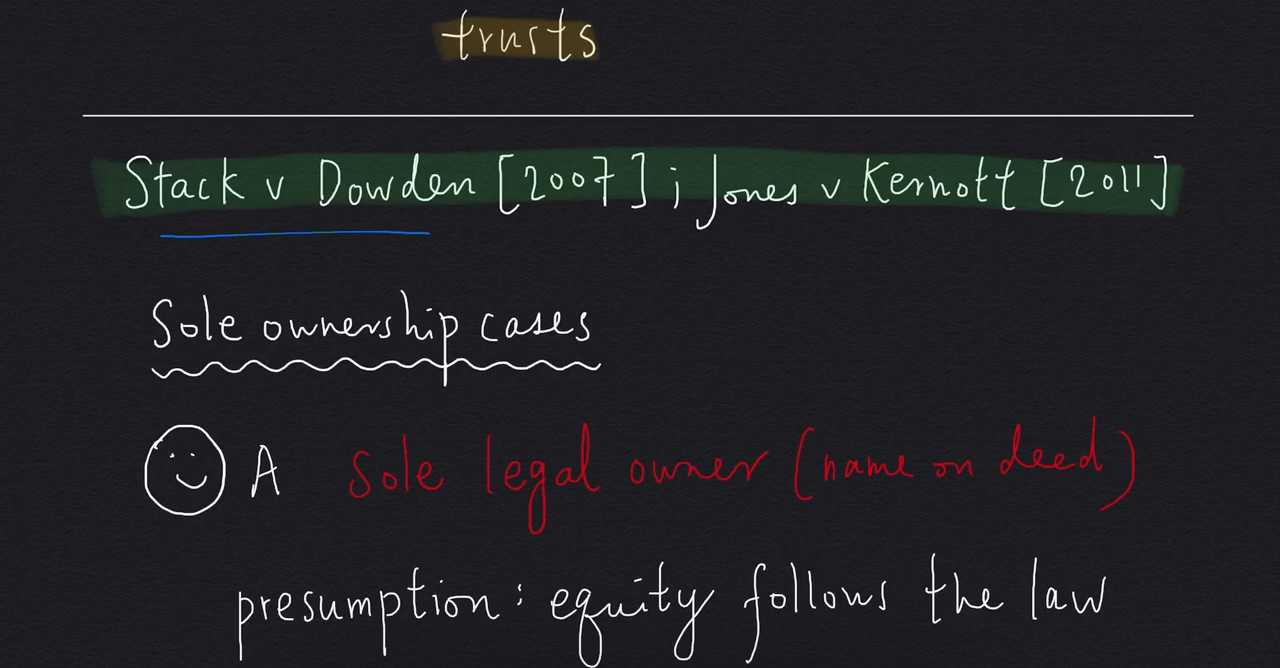 trusts
Stack v Dowden [2007] ; Jones v Kernott [2011]
Sole ownership cases
A Sole legal owner (name on deed)
presumption: equity follows the law